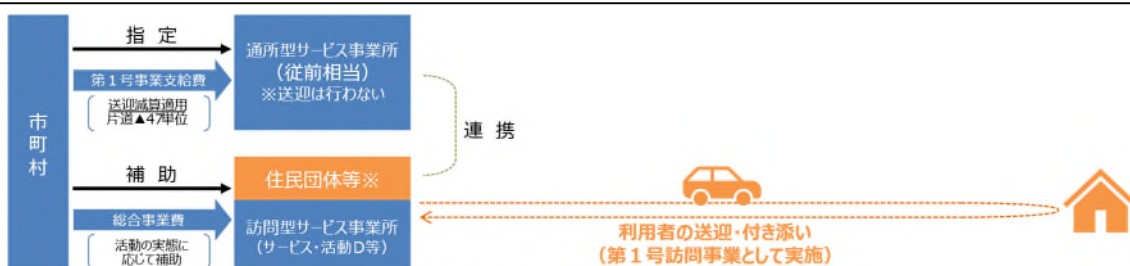 市
町
村
指 定
第１号事業支給費
送迎減算適用
片道▲47単位
通所型サービス事業所
(従前相当)
※送迎は行わない
連 携
補 助
総合事業費
活動の実態に
応じて補助
住民団体等※
訪問型サービス事業所
(サービス・活動D等)
利用者の送迎・付き添い
(第１号訪問事業として実施)